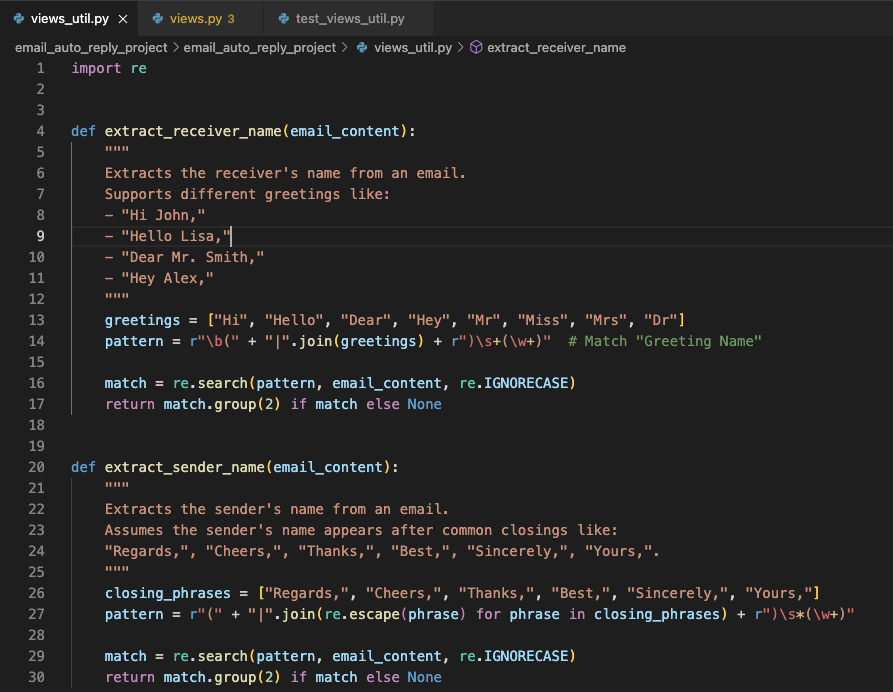 views_util.py ×
views.py 3
test_views_util.py
email_auto_reply_project > email_auto_reply_project > views_util.py > extract_receiver_name
1 import re
2
3
4 def extract_receiver_name(email_content):
5     """
6     Extracts the receiver's name from an email.
7     Supports different greetings like:
8     - "Hi John,"
9     - "Hello Lisa,"
10     - "Dear Mr. Smith,"
11     - "Hey Alex,"
12     """
13     greetings = ["Hi", "Hello", "Dear", "Hey", "Mr", "Miss", "Mrs", "Dr"]
14     pattern = r"\b(" + "|".join(greetings) + r")\s+(\w+)"  # Match "Greeting Name"
15
16     match = re.search(pattern, email_content, re.IGNORECASE)
17     return match.group(2) if match else None
18
19
20 def extract_sender_name(email_content):
21     """
22     Extracts the sender's name from an email.
23     Assumes the sender's name appears after common closings like:
24     "Regards,", "Cheers,", "Thanks,", "Best,", "Sincerely,", "Yours,".
25     """
26     closing_phrases = ["Regards,", "Cheers,", "Thanks,", "Best,", "Sincerely,", "Yours,"]
27     pattern = r"(" + "|".join(re.escape(phrase) for phrase in closing_phrases) + r")\s*(\w+)"
28
29     match = re.search(pattern, email_content, re.IGNORECASE)
30     return match.group(2) if match else None